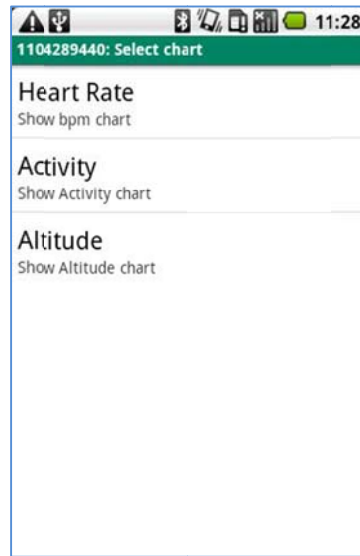 11:28
1104289440: Select chart
Heart Rate
Show bpm chart
Activity
Show Activity chart
Altitude
Show Altitude chart